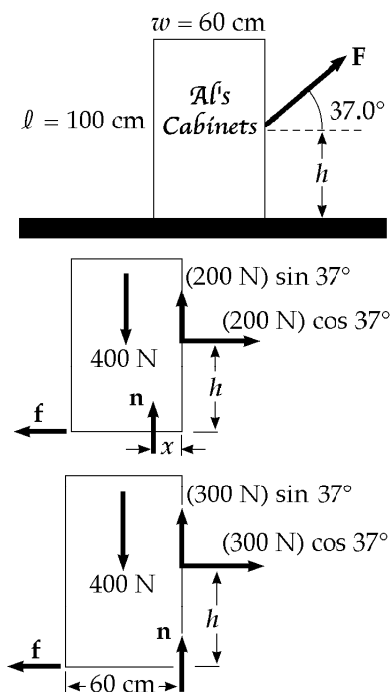 w = 60 cm
F
Al's
Cabinets
ℓ = 100 cm
37.0°
h
(200 N) sin 37°
(200 N) cos 37°
400 N
n
h
f
x
(300 N) sin 37°
(300 N) cos 37°
400 N
h
n
f
60 cm